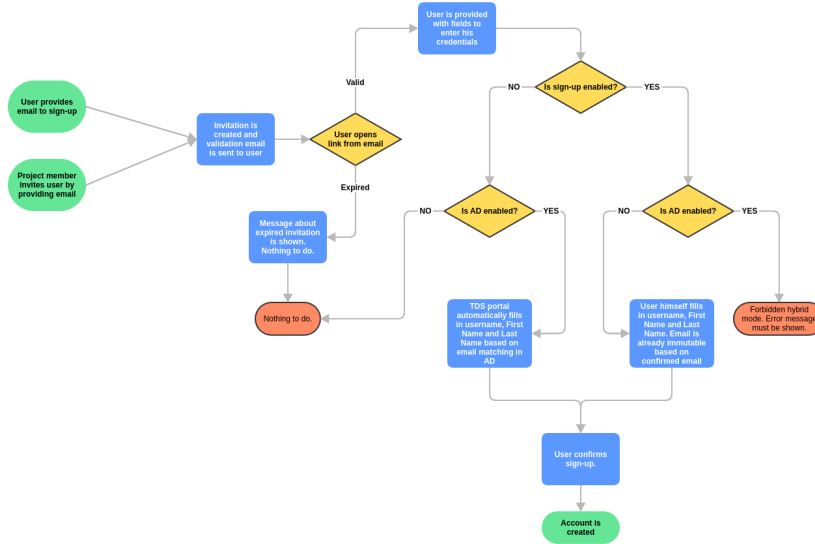 User is provided
with fields to
enter his
credentials
Valid
NO
Is sign-up enabled?
YES
User provides
email to sign-up
Invitation is
created and
validation email
is sent to user
User opens
link from email
Project member
invites user by
providing email
Expired
Message about
expired invitation
is shown.
Nothing to do.
NO
Is AD enabled?
YES
NO
Is AD enabled?
YES
Nothing to do.
TDS portal
automatically fills
in username, First
Name and Last
Name based on
email matching in
AD
User himself fills
in username, First
Name and Last
Name. Email is
already immutable
based on
confirmed email
Forbidden hybrid
mode. Error message
must be shown.
User confirms
sign-up.
Account is
created